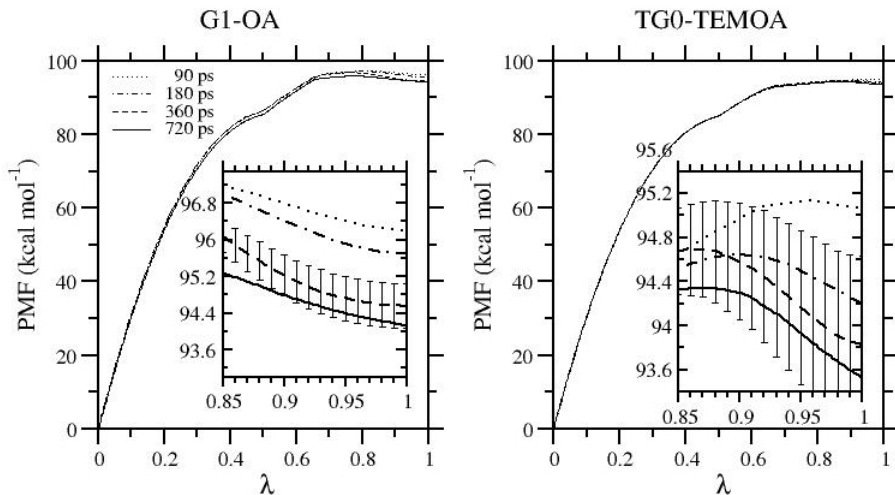 G1-OA
TG0-TEMOA
PMF (kcal mol⁻¹)
100
80
60
40
20
0
90 ps
180 ps
360 ps
720 ps
96.8
96
95.2
94.4
93.6
0.85 0.9 0.95 1
0 0.2 0.4 0.6 0.8 1
λ
PMF (kcal mol⁻¹)
100
80
60
40
20
0
95.6
95.2
94.8
94.4
94
93.6
0.85 0.9 0.95 1
0 0.2 0.4 0.6 0.8 1
λ